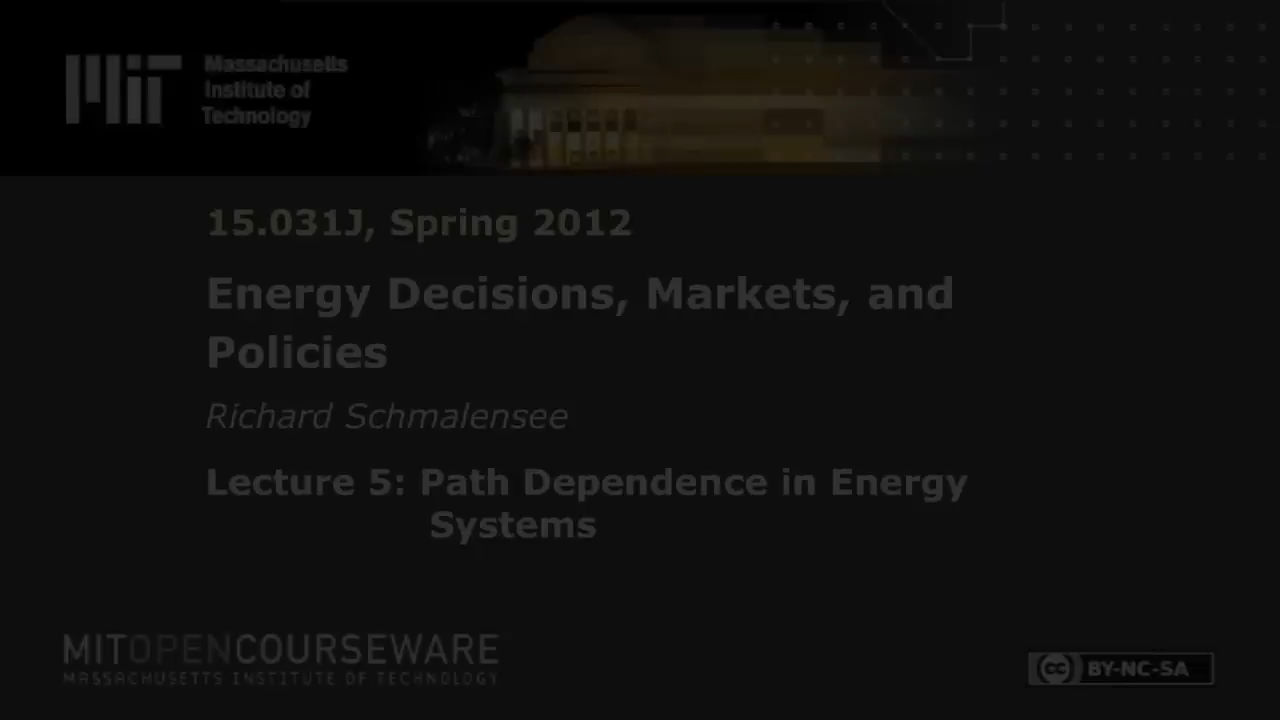 Massachusetts
Institute of
Technology
15.031J, Spring 2012
Energy Decisions, Markets, and
Policies
Richard Schmalensee
Lecture 5: Path Dependence in Energy
Systems
MITOPENCOURSEWARE
MASSACHUSETTS INSTITUTE OF TECHNOLOGY
cc BY-NC-SA